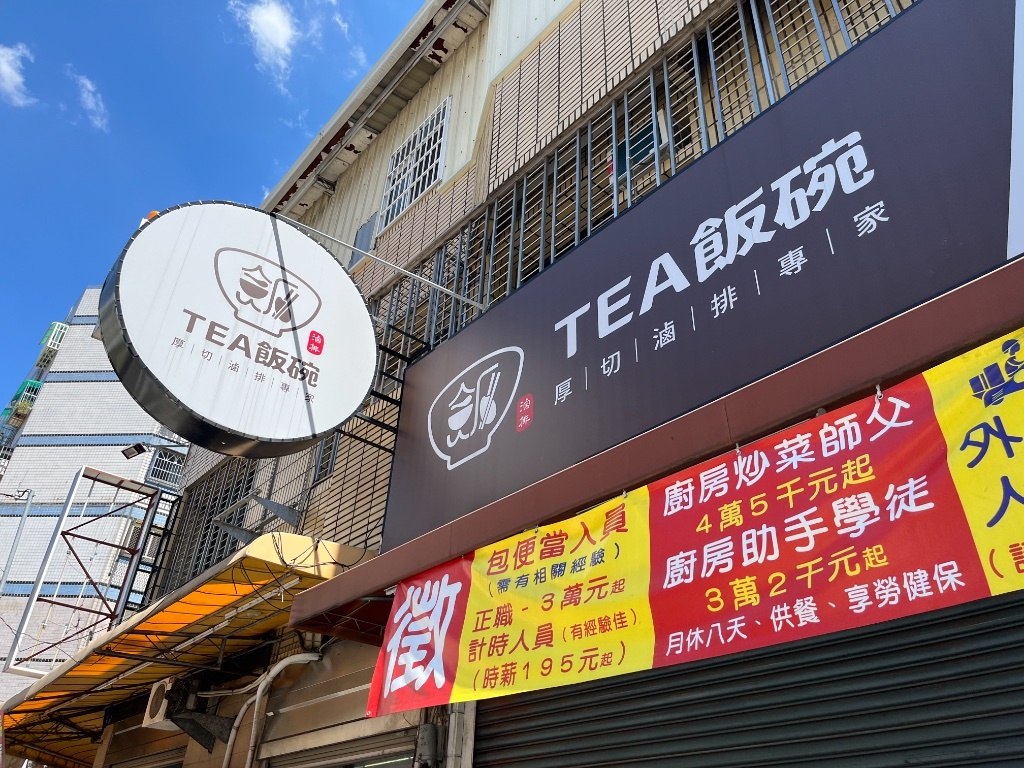 TEA飯碗
滷排
厚|切|滷|排|專|家
TEA飯碗
滷排
厚|切|滷|排|專|家
徵
包便當人員
(需有相關經驗)
正職-3萬元起
計時人員(有經驗佳)
(時薪195元起)
廚房炒菜師父
4萬5千元起
廚房助手學徒
3萬2千元起
月休八天、供餐、享勞健保
外
人